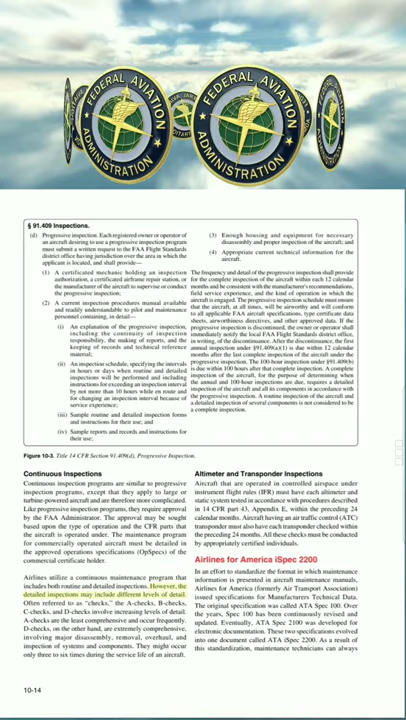 FEDERAL AVIATION
ADMINISTRATION
FEDERAL AVIATION
ADMINISTRATION
§ 91.409 Inspections.
(d) Progressive inspection. Each registered owner or operator of
an aircraft desiring to use a progressive inspection program
must submit a written request to the FAA Flight Standards
district office having jurisdiction over the area in which the
applicant is located, and shall provide—
(1) A certificated mechanic holding an inspection
authorization, a certificated airframe repair station, or
the manufacturer of the aircraft to supervise or conduct
the progressive inspection;
(2) A current inspection procedures manual available
and readily understandable to pilot and maintenance
personnel containing, in detail—
(i) An explanation of the progressive inspection,
including the continuity of inspection
responsibility, the making of reports, and the
keeping of records and technical reference
material;
(ii) An inspection schedule, specifying the intervals
in hours or days when routine and detailed
inspections will be performed and including
instructions for exceeding an inspection interval
by not more than 10 hours while en route and
for changing an inspection interval because of
service experience;
(iii) Sample routine and detailed inspection forms
and instructions for their use; and
(iv) Sample reports and records and instructions for
their use;
(3) Enough housing and equipment for necessary
disassembly and proper inspection of the aircraft; and
(4) Appropriate current technical information for the
aircraft.
The frequency and detail of the progressive inspection shall provide
for the complete inspection of the aircraft within each 12 calendar
months and be consistent with the manufacturer's recommendations,
field service experience, and the kind of operation in which the
aircraft is engaged. The progressive inspection schedule must ensure
that the aircraft, at all times, will be airworthy and will conform
to all applicable FAA aircraft specifications, type certificate data
sheets, airworthiness directives, and other approved data. If the
progressive inspection is discontinued, the owner or operator shall
immediately notify the local FAA Flight Standards district office,
in writing, of the discontinuance. After the discontinuance, the first
annual inspection under §91.409(a)(1) is due within 12 calendar
months after the last complete inspection of the aircraft under the
progressive inspection. The 100-hour inspection under §91.409(b)
is due within 100 hours after that complete inspection. A complete
inspection of the aircraft, for the purpose of determining when
the annual and 100-hour inspections are due, requires a detailed
inspection of the aircraft and all its components in accordance with
the progressive inspection. A routine inspection of the aircraft and
a detailed inspection of several components is not considered to be
a complete inspection.
Figure 10-3. Title 14 CFR Section 91.409(d), Progressive Inspection.
Continuous Inspections
Continuous inspection programs are similar to progressive
inspection programs, except that they apply to large or
turbine-powered aircraft and are therefore more complicated.
Like progressive inspection programs, they require approval
by the FAA Administrator. The approval may be sought
based upon the type of operation and the CFR parts that
the aircraft is operated under. The maintenance program
for commercially operated aircraft must be detailed in
the approved operations specifications (OpSpecs) of the
commercial certificate holder.
Airlines utilize a continuous maintenance program that
includes both routine and detailed inspections. However, the
detailed inspections may include different levels of detail.
Often referred to as “checks,” the A-checks, B-checks,
C-checks, and D-checks involve increasing levels of detail.
A-checks are the least comprehensive and occur frequently.
D-checks, on the other hand, are extremely comprehensive,
involving major disassembly, removal, overhaul, and
inspection of systems and components. They might occur
only three to six times during the service life of an aircraft.
Altimeter and Transponder Inspections
Aircraft that are operated in controlled airspace under
instrument flight rules (IFR) must have each altimeter and
static system tested in accordance with procedures described
in 14 CFR part 43, Appendix E, within the preceding 24
calendar months. Aircraft having an air traffic control (ATC)
transponder must also have each transponder checked within
the preceding 24 months. All these checks must be conducted
by appropriately certified individuals.
Airlines for America iSpec 2200
In an effort to standardize the format in which maintenance
information is presented in aircraft maintenance manuals,
Airlines for America (formerly Air Transport Association)
issued specifications for Manufacturers Technical Data.
The original specification was called ATA Spec 100. Over
the years, Spec 100 has been continuously revised and
updated. Eventually, ATA Spec 2100 was developed for
electronic documentation. These two specifications evolved
into one document called ATA iSpec 2200. As a result of
this standardization, maintenance technicians can always
10-14